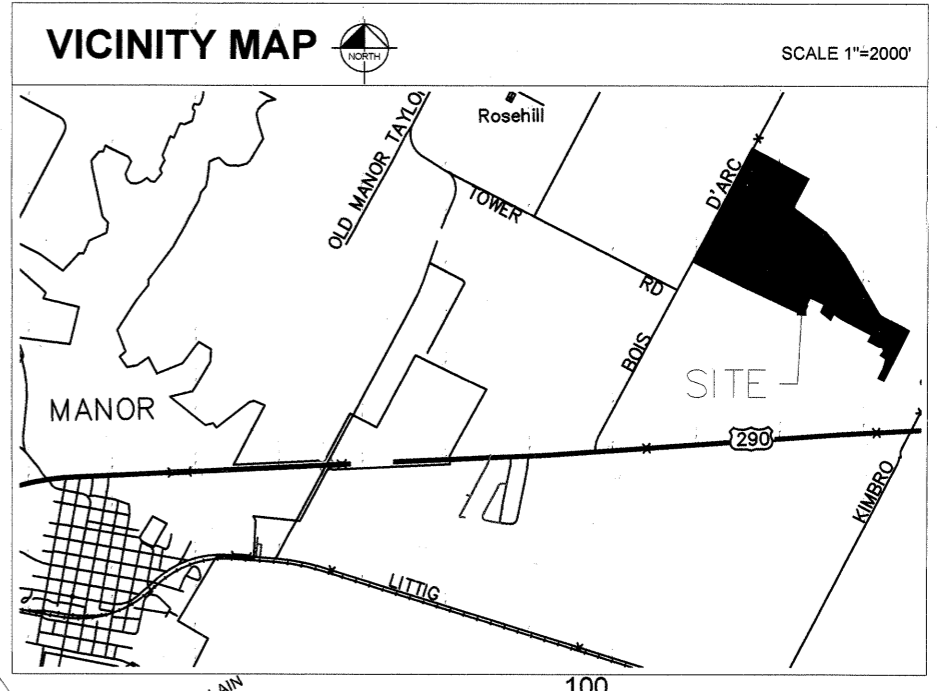 VICINITY MAP
NORTH
SCALE 1"=2000'
Rosehill
OLD MANOR TAYLO
TOWER
RD
D'ARC
BOIS
SITE
MANOR
290
KIMBRO
LITTIG
LAIN
100